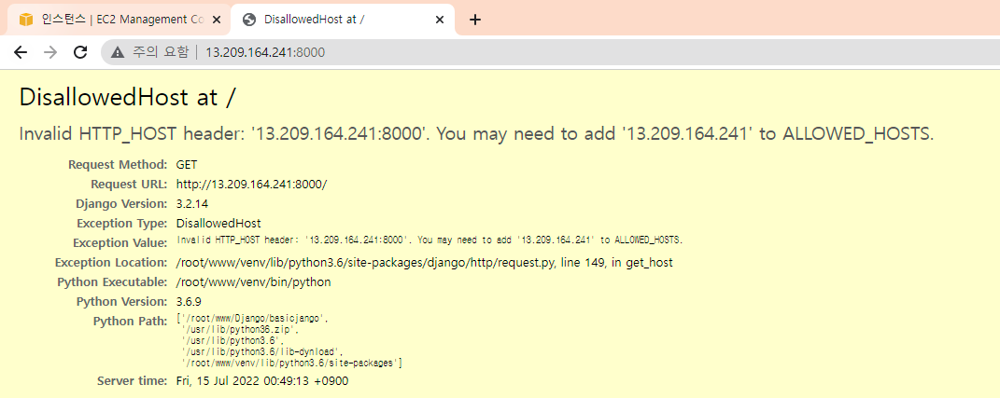 인스턴스 | EC2 Management Co
DisallowedHost at /
주의 요함 | 13.209.164.241:8000
DisallowedHost at /
Invalid HTTP_HOST header: '13.209.164.241:8000'. You may need to add '13.209.164.241' to ALLOWED_HOSTS.
Request Method: GET
Request URL: http://13.209.164.241:8000/
Django Version: 3.2.14
Exception Type: DisallowedHost
Exception Value: Invalid HTTP_HOST header: '13.209.164.241:8000'. You may need to add '13.209.164.241' to ALLOWED_HOSTS.
Exception Location: /root/www/venv/lib/python3.6/site-packages/django/http/request.py, line 149, in get_host
Python Executable: /root/www/venv/bin/python
Python Version: 3.6.9
Python Path: ['/root/www/Django/basicjango',
'/usr/lib/python36.zip',
'/usr/lib/python3.6',
'/usr/lib/python3.6/lib-dynload',
'/root/www/venv/lib/python3.6/site-packages']
Server time: Fri, 15 Jul 2022 00:49:13 +0900